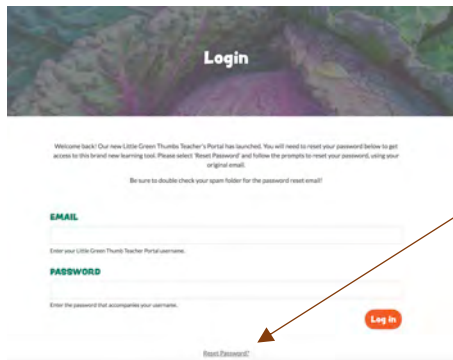 Login
Welcome back! Our new Little Green Thumbs Teacher's Portal has launched. You will need to reset your password below to get
access to this brand new learning tool. Please select 'Reset Password' and follow the prompts to reset your password, using your
original email.
Be sure to double check your spam folder for the password reset email!
EMAIL
Enter your Little Green Thumb Teacher Portal username.
PASSWORD
Enter the password that accompanies your username.
Log in
Reset Password?